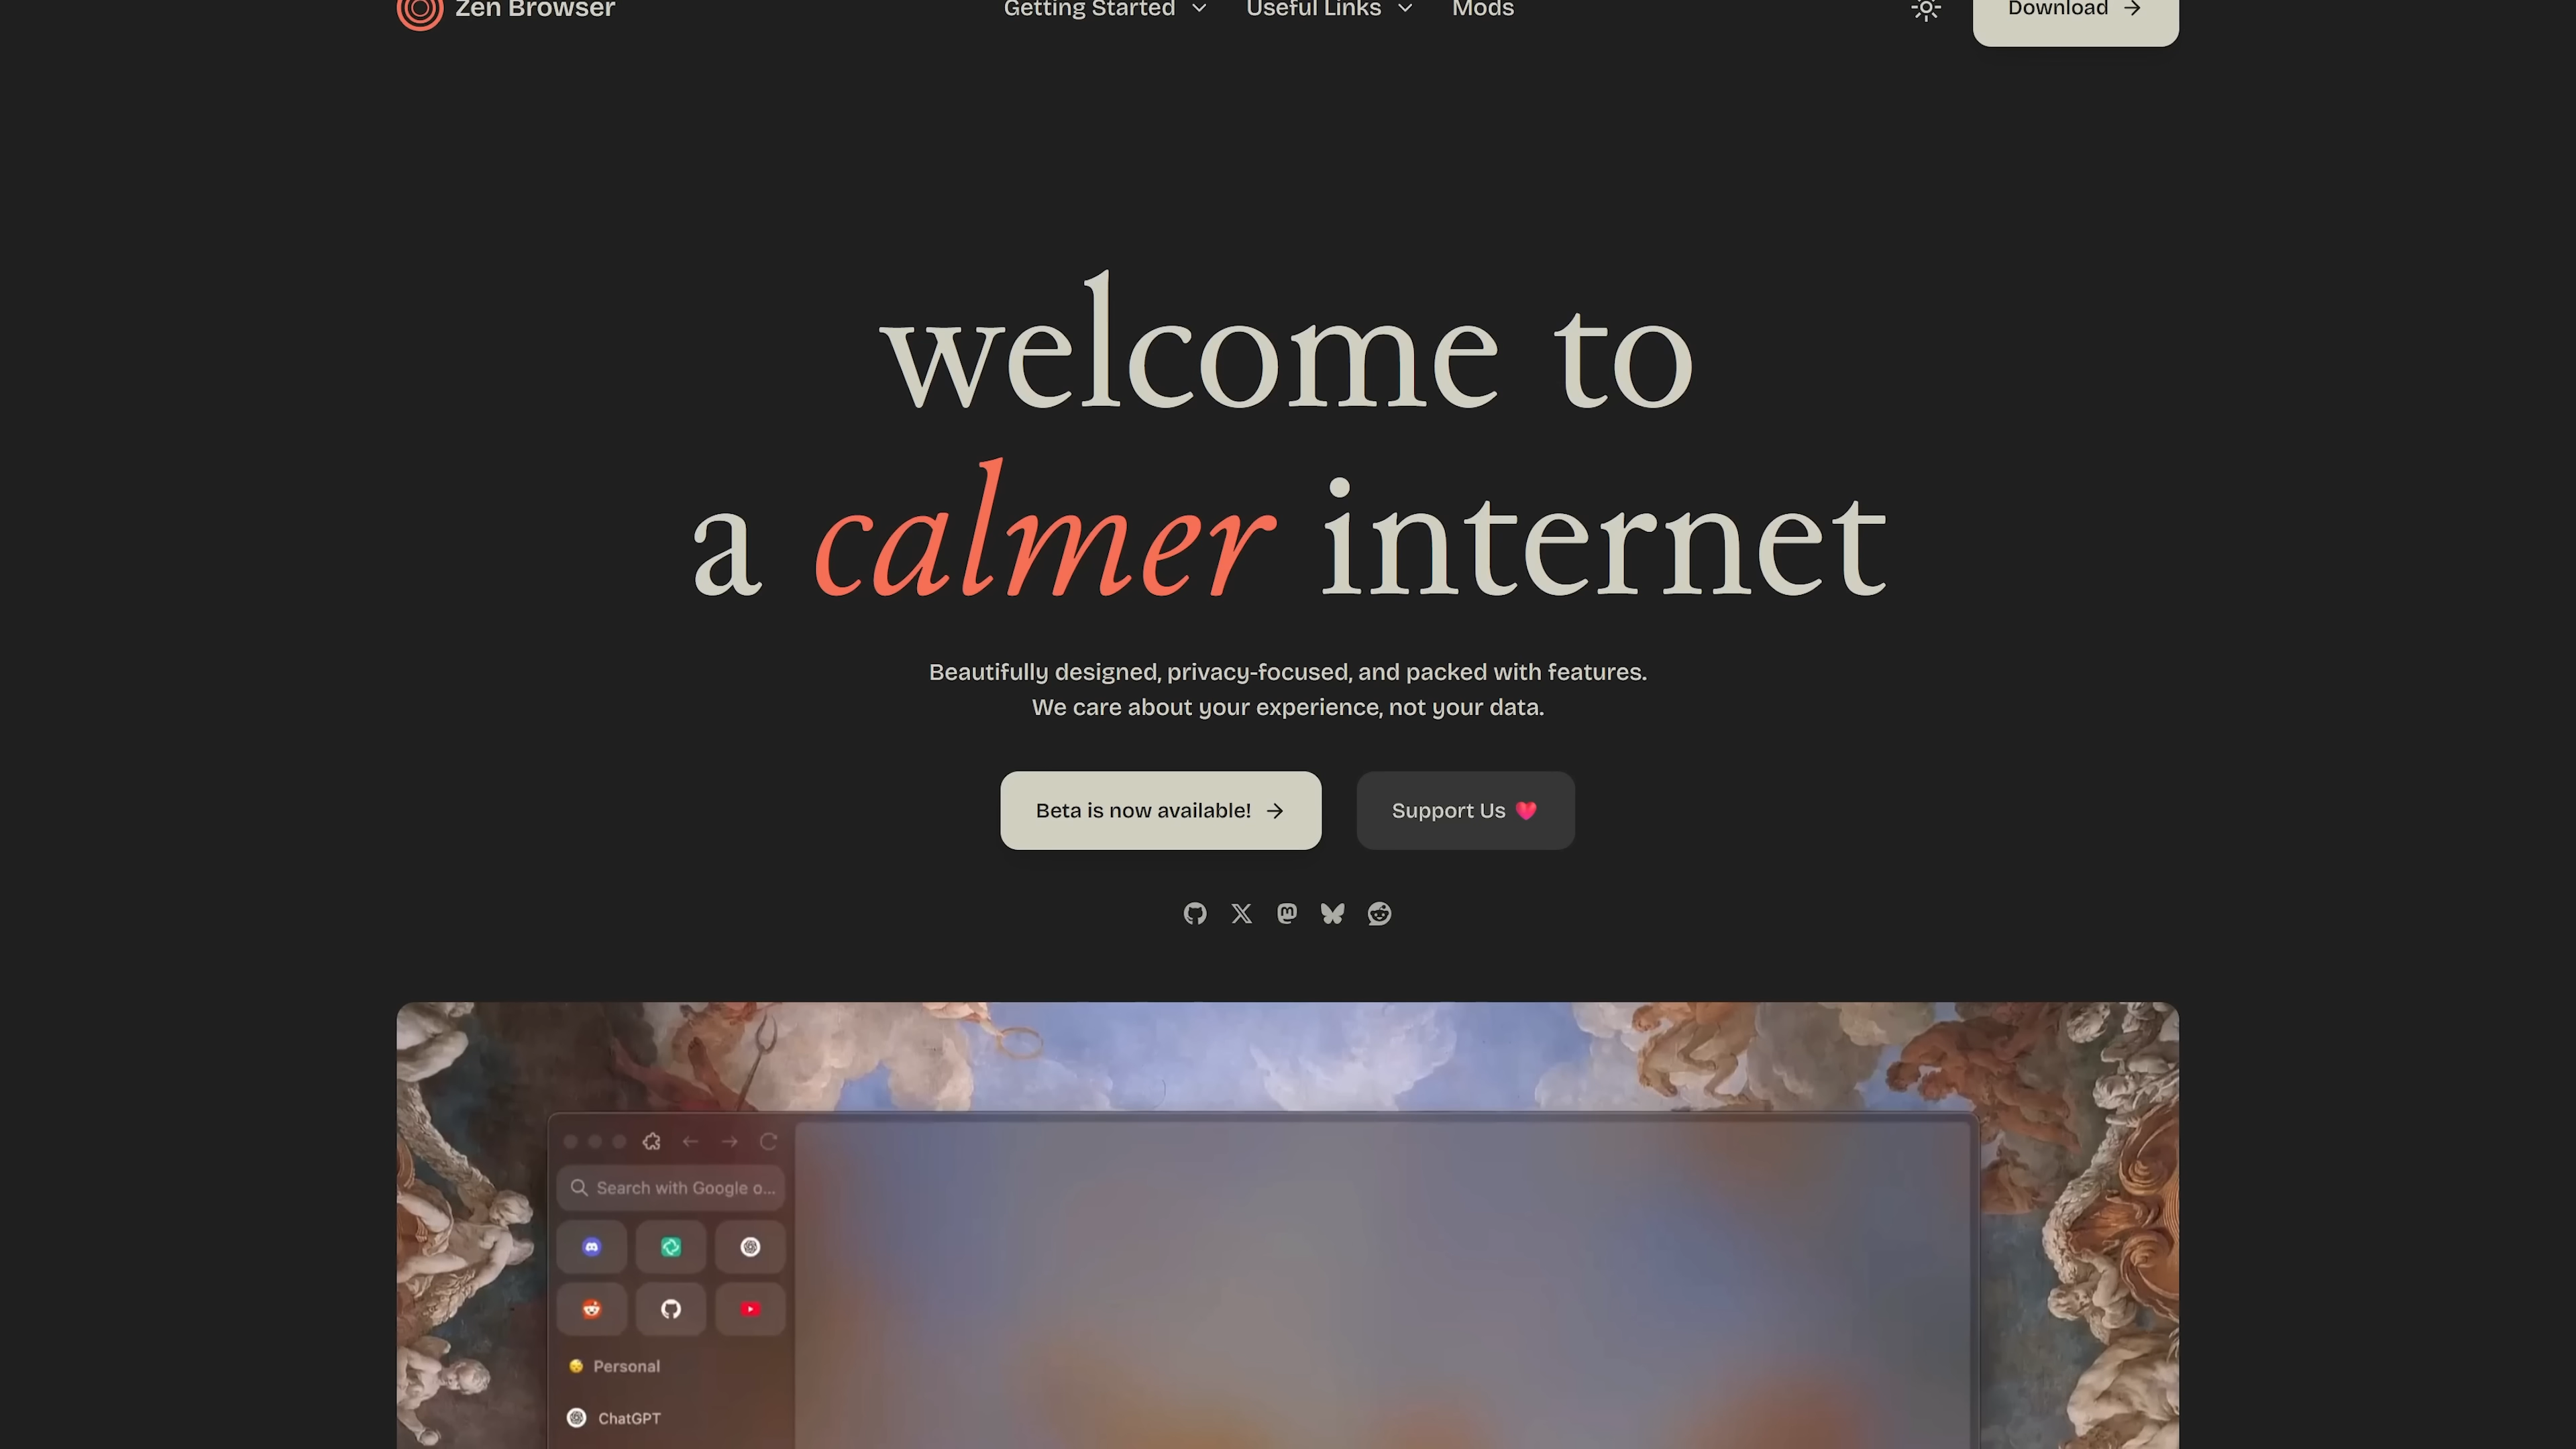 Zen Browser
Getting Started
Useful Links
Mods
Download
welcome to
a calmer internet
Beautifully designed, privacy-focused, and packed with features.
We care about your experience, not your data.
Beta is now available!
Support Us
Search with Google o...
Personal
ChatGPT